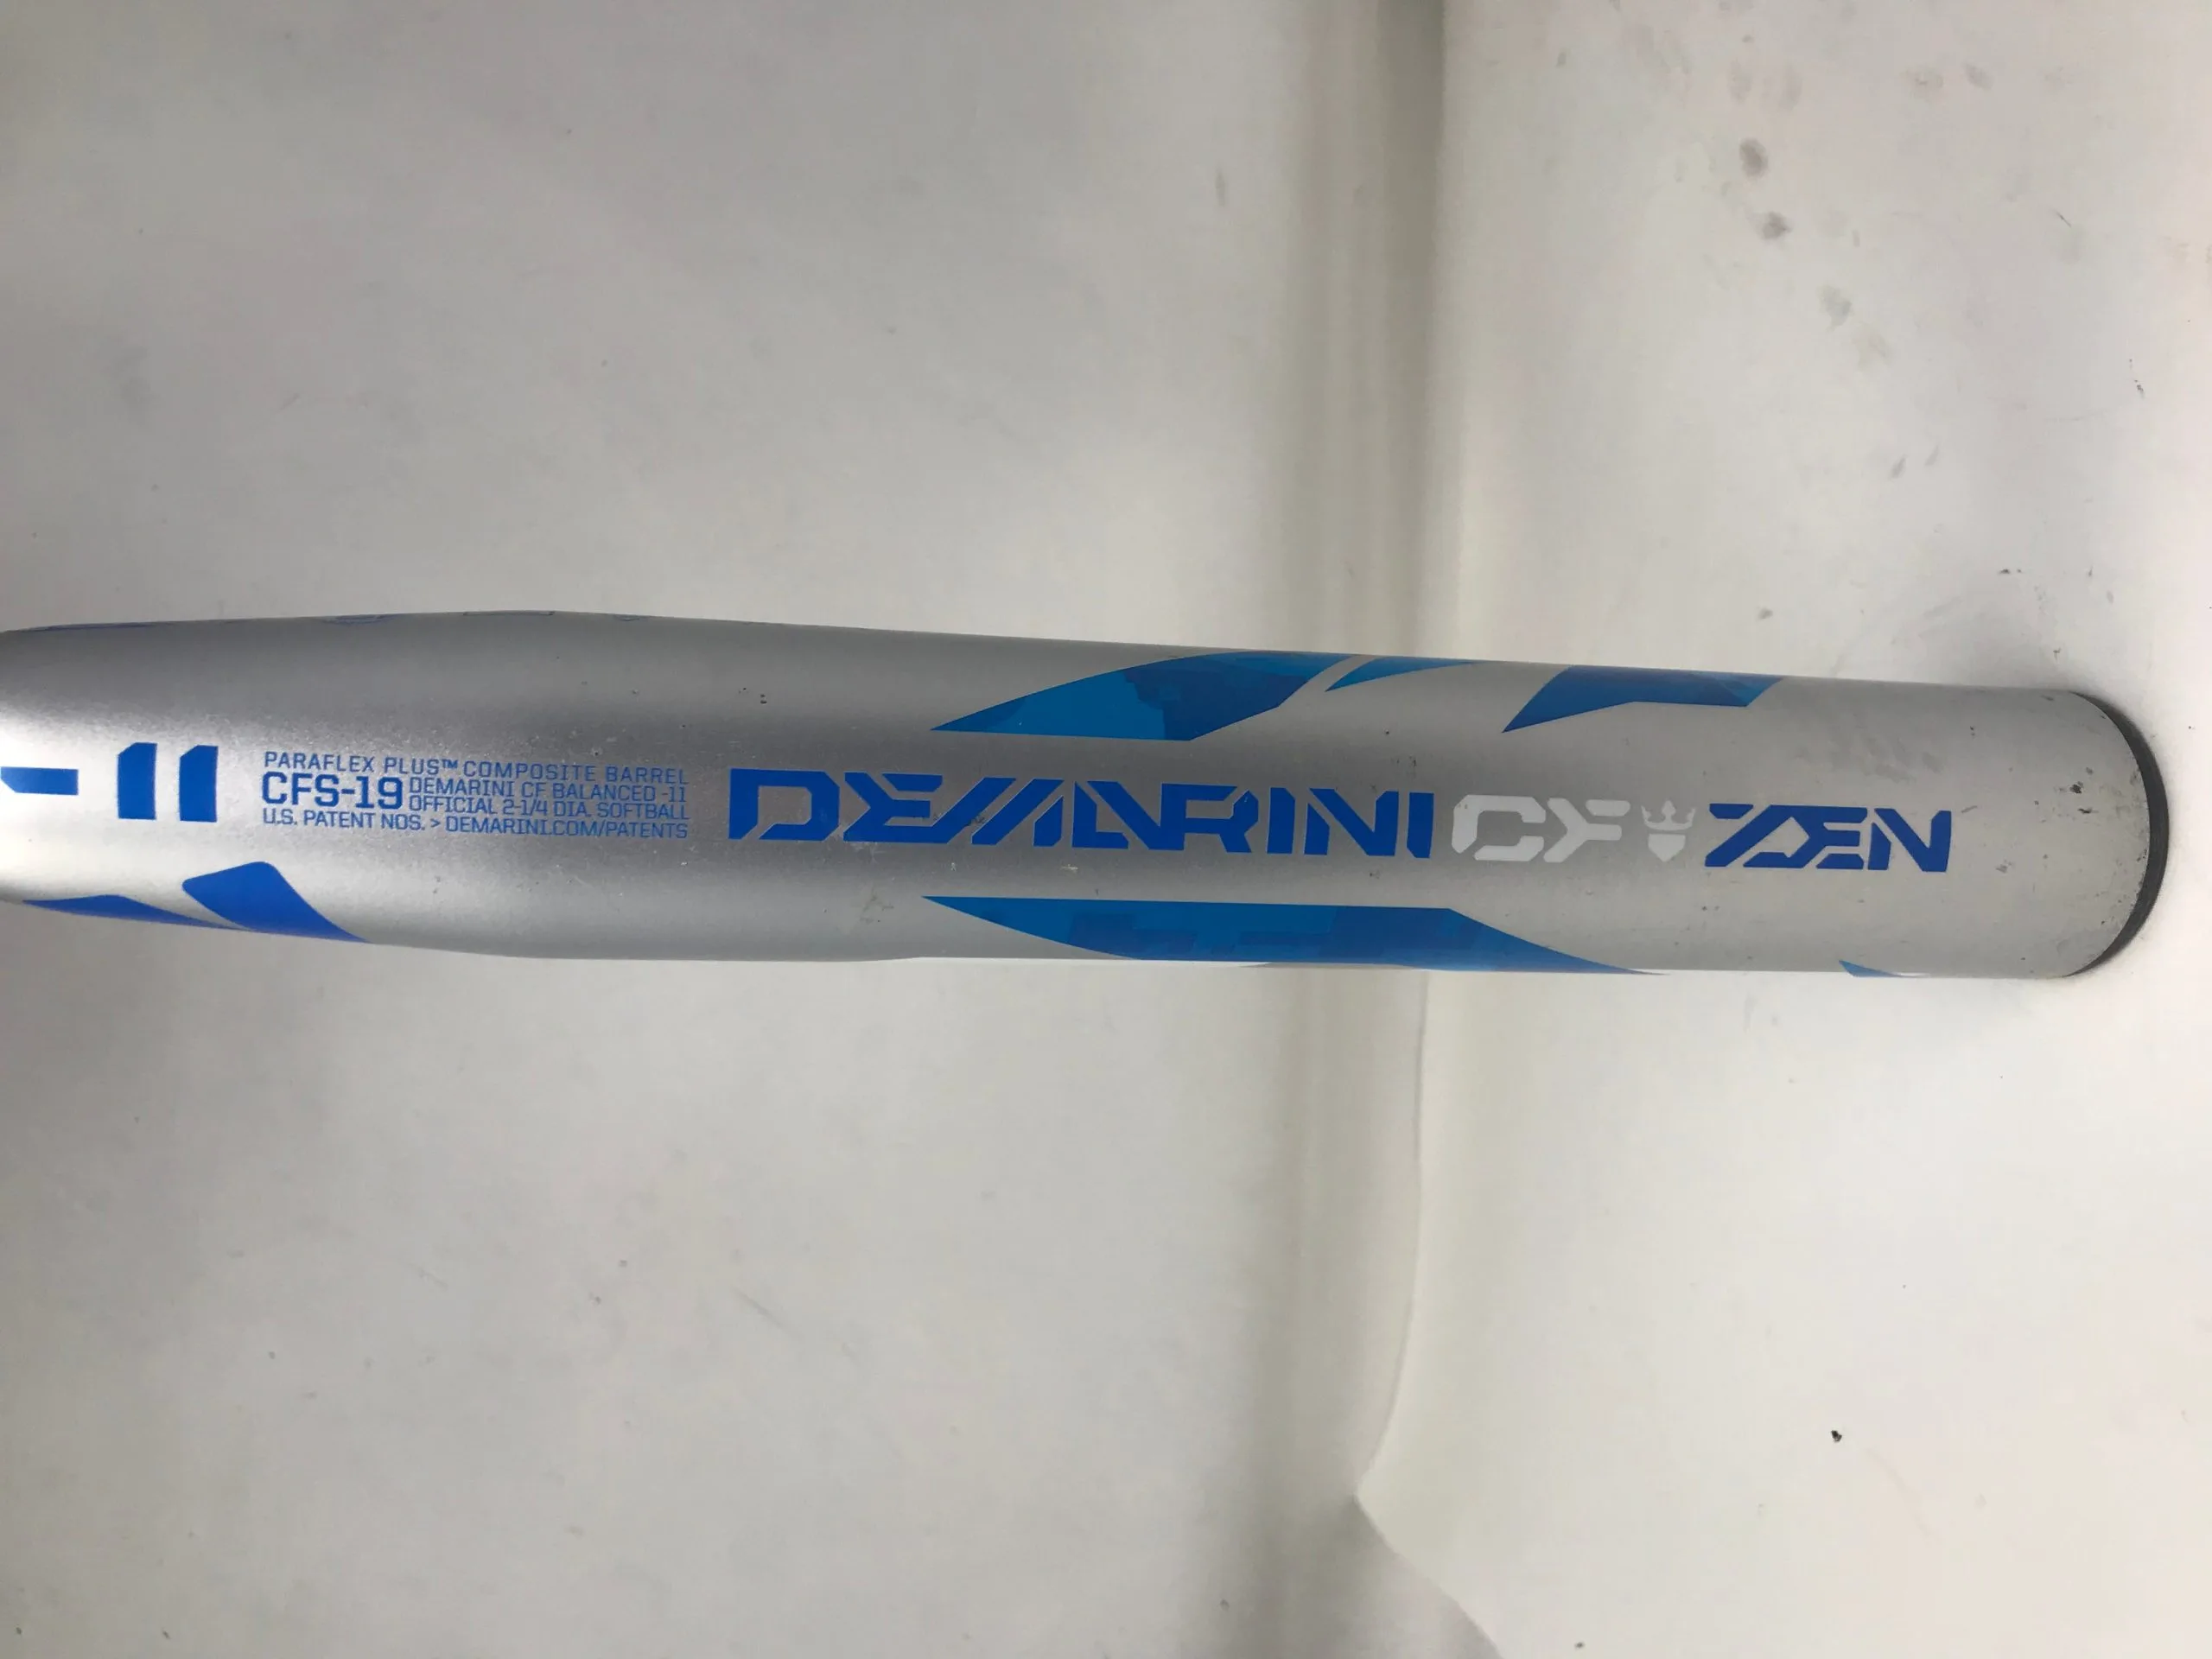 -11
PARAFLEX PLUS™ COMPOSITE BARREL
CFS-19 DEMARINI CF BALANCED -11
OFFICIAL 2-1/4 DIA. SOFTBALL
U.S. PATENT NOS. > DEMARINI.COM/PATENTS
DEMARINI CF ZEN